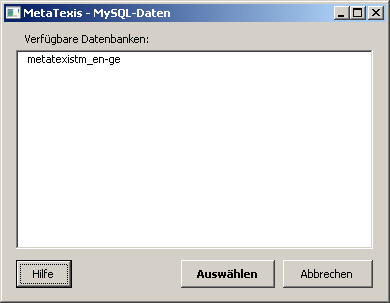 MetaTexis - MySQL-Daten
Verfügbare Datenbanken:
metatexistm_en-ge
Hilfe
Auswählen
Abbrechen